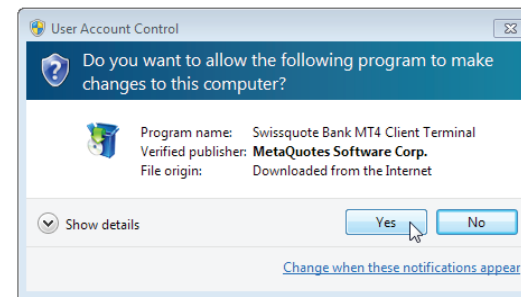 User Account Control
Do you want to allow the following program to make
changes to this computer?
Program name: Swissquote Bank MT4 Client Terminal
Verified publisher: MetaQuotes Software Corp.
File origin: Downloaded from the Internet
Show details
Yes
No
Change when these notifications appear